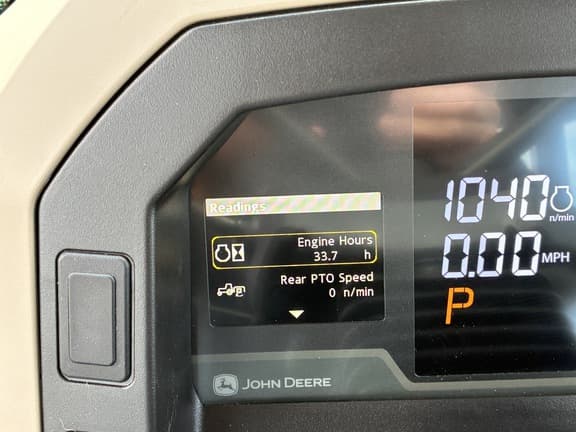 Readings
Engine Hours
33.7 h
Rear PTO Speed
0 n/min
1040 n/min
0.00 MPH
P
JOHN DEERE